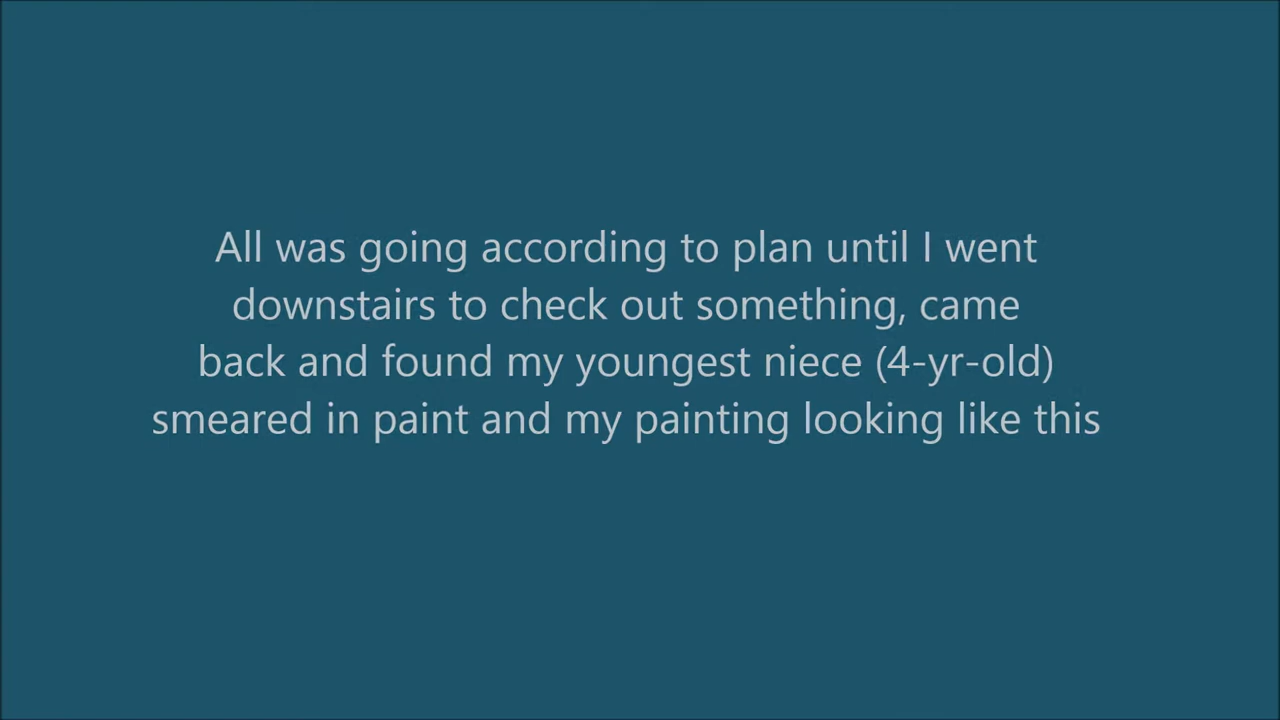 All was going according to plan until I went
downstairs to check out something, came
back and found my youngest niece (4-yr-old)
smeared in paint and my painting looking like this